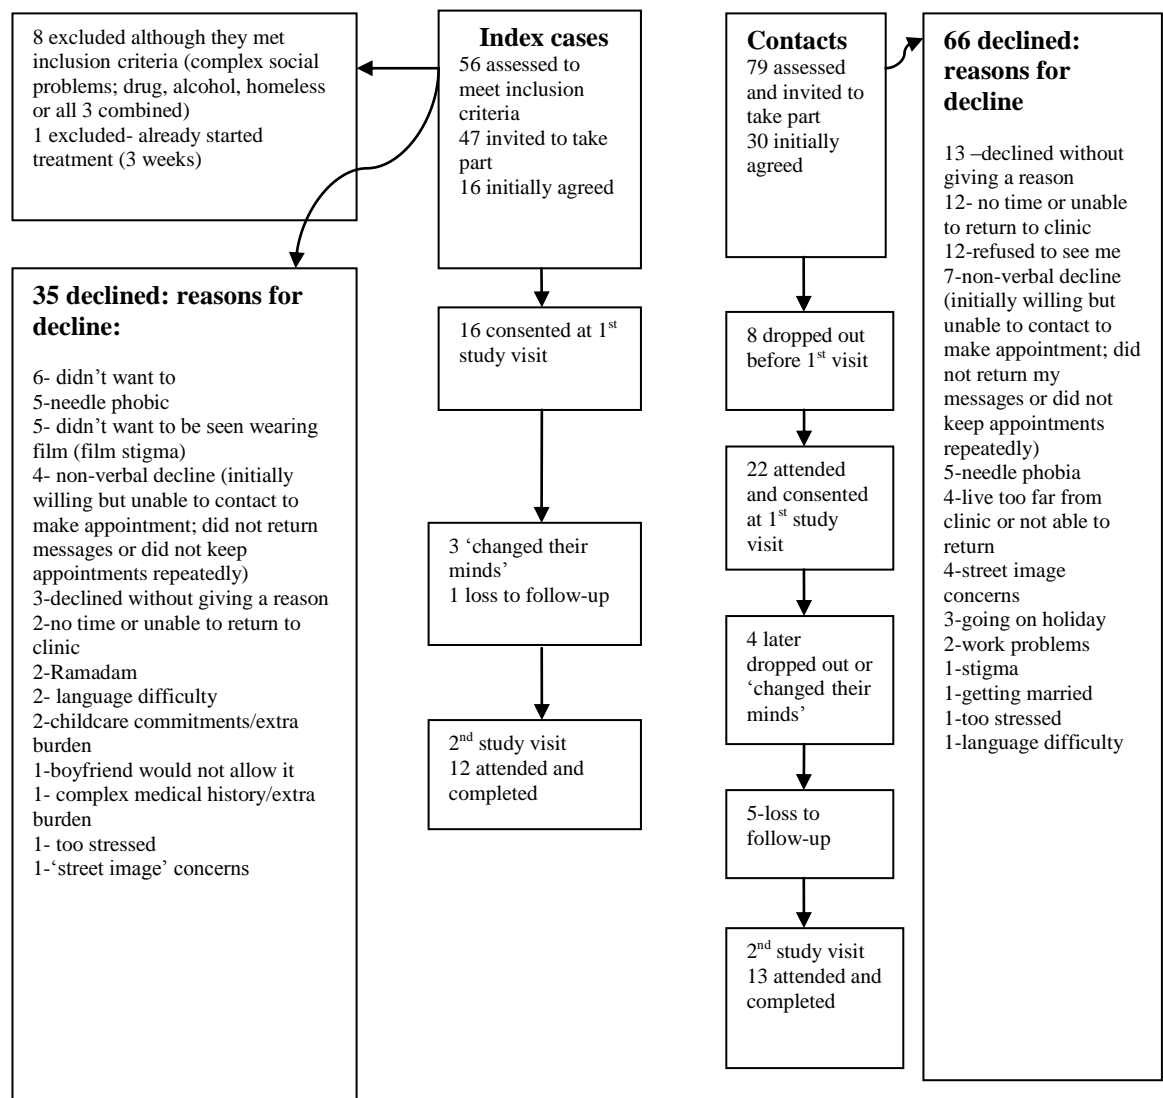 8 excluded although they met
inclusion criteria (complex social
problems; drug, alcohol, homeless
or all 3 combined)
1 excluded- already started
treatment (3 weeks)
35 declined: reasons for
decline:
6- didn’t want to
5-needle phobic
5- didn’t want to be seen wearing
film (film stigma)
4- non-verbal decline (initially
willing but unable to contact to
make appointment; did not return
messages or did not keep
appointments repeatedly)
3-declined without giving a reason
2-no time or unable to return to
clinic
2-Ramadam
2- language difficulty
2-childcare commitments/extra
burden
1-boyfriend would not allow it
1- complex medical history/extra
burden
1- too stressed
1-‘street image’ concerns
Index cases
56 assessed to
meet inclusion
criteria
47 invited to take
part
16 initially agreed
16 consented at 1st
study visit
3 ‘changed their
minds’
1 loss to follow-up
2nd study visit
12 attended and
completed
Contacts
79 assessed
and invited to
take part
30 initially
agreed
8 dropped out
before 1st visit
22 attended
and consented
at 1st study
visit
4 later
dropped out or
‘changed their
minds’
5-loss to
follow-up
2nd study visit
13 attended and
completed
66 declined:
reasons for
decline
13 –declined without
giving a reason
12- no time or unable
to return to clinic
12-refused to see me
7-non-verbal decline
(initially willing but
unable to contact to
make appointment; did
not return my
messages or did not
keep appointments
repeatedly)
5-needle phobia
4-live too far from
clinic or not able to
return
4-street image
concerns
3-going on holiday
2-work problems
1-stigma
1-getting married
1-too stressed
1-language difficulty